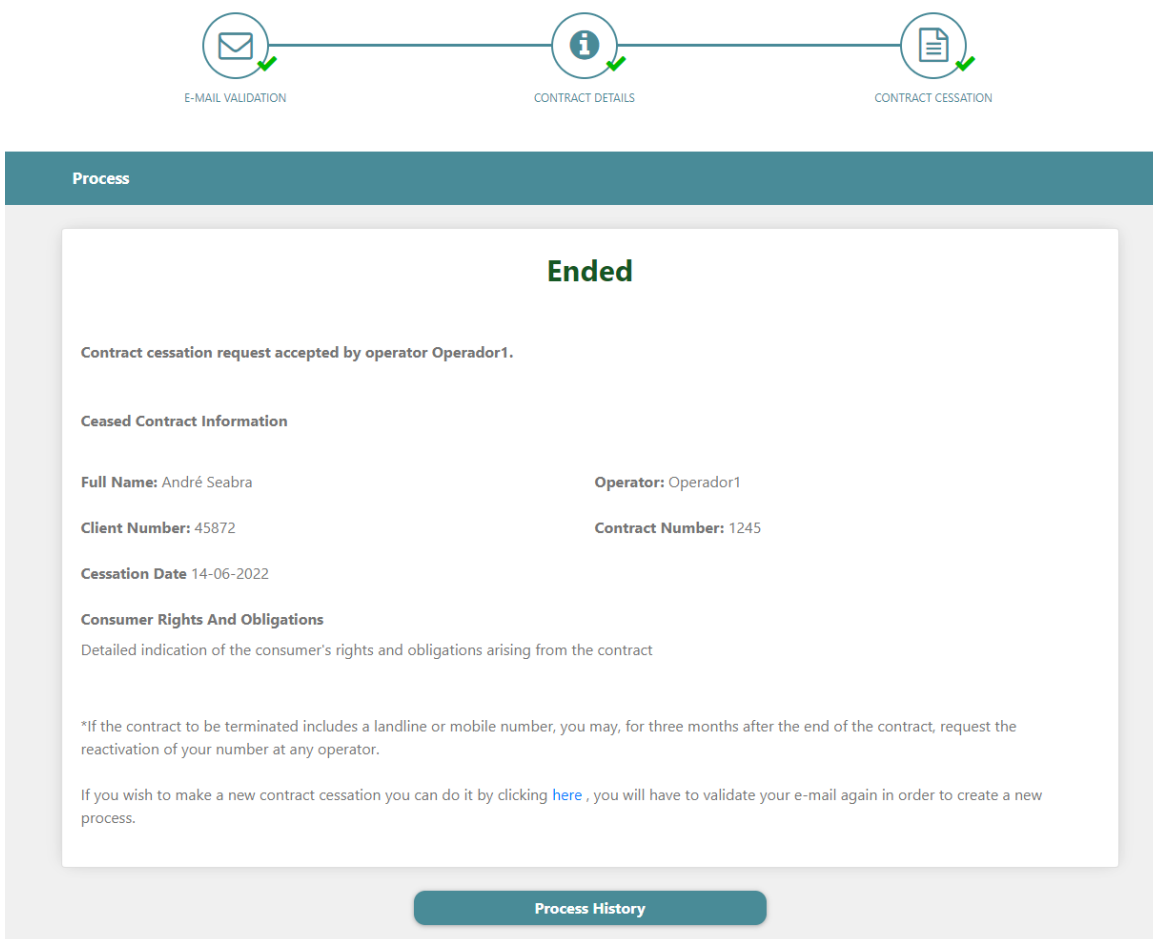 E-MAIL VALIDATION
CONTRACT DETAILS
CONTRACT CESSATION
Process
Ended
Contract cessation request accepted by operator Operador1.
Ceased Contract Information
Full Name: André Seabra
Operator: Operador1
Client Number: 45872
Contract Number: 1245
Cessation Date 14-06-2022
Consumer Rights And Obligations
Detailed indication of the consumer's rights and obligations arising from the contract
*If the contract to be terminated includes a landline or mobile number, you may, for three months after the end of the contract, request the
reactivation of your number at any operator.
If you wish to make a new contract cessation you can do it by clicking here , you will have to validate your e-mail again in order to create a new
process.
Process History